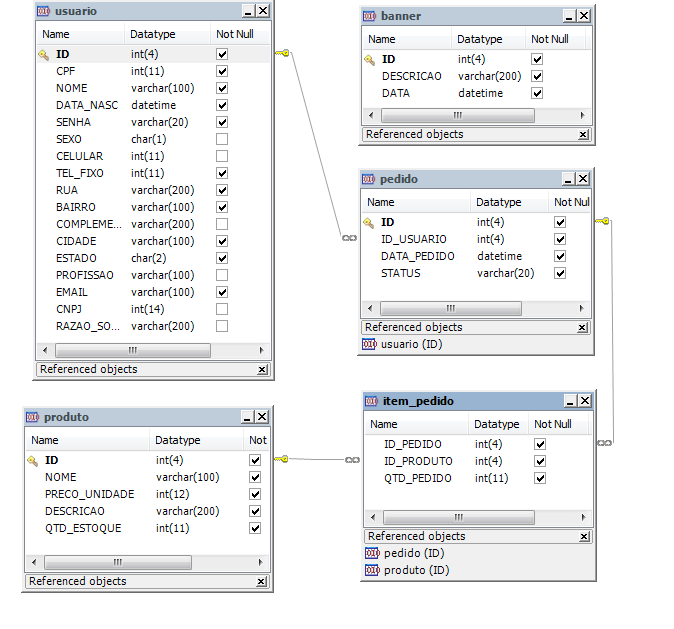 usuario
Name Datatype Not Null
ID int(4)
CPF int(11)
NOME varchar(100)
DATA_NASC datetime
SENHA varchar(20)
SEXO char(1)
CELULAR int(11)
TEL_FIXO int(11)
RUA varchar(200)
BAIRRO varchar(100)
COMPLEME... varchar(200)
CIDADE varchar(100)
ESTADO char(2)
PROFISSAO varchar(100)
EMAIL varchar(100)
CNPJ int(14)
RAZAO_SO... varchar(200)
Referenced objects
banner
Name Datatype Not Null
ID int(4)
DESCRICAO varchar(200)
DATA datetime
Referenced objects
pedido
Name Datatype Not Nul
ID int(4)
ID_USUARIO int(4)
DATA_PEDIDO datetime
STATUS varchar(20)
Referenced objects
usuario (ID)
produto
Name Datatype Not
ID int(4)
NOME varchar(100)
PRECO_UNIDADE int(12)
DESCRICAO varchar(200)
QTD_ESTOQUE int(11)
Referenced objects
item_pedido
Name Datatype Not Null
ID_PEDIDO int(4)
ID_PRODUTO int(4)
QTD_PEDIDO int(11)
Referenced objects
pedido (ID)
produto (ID)